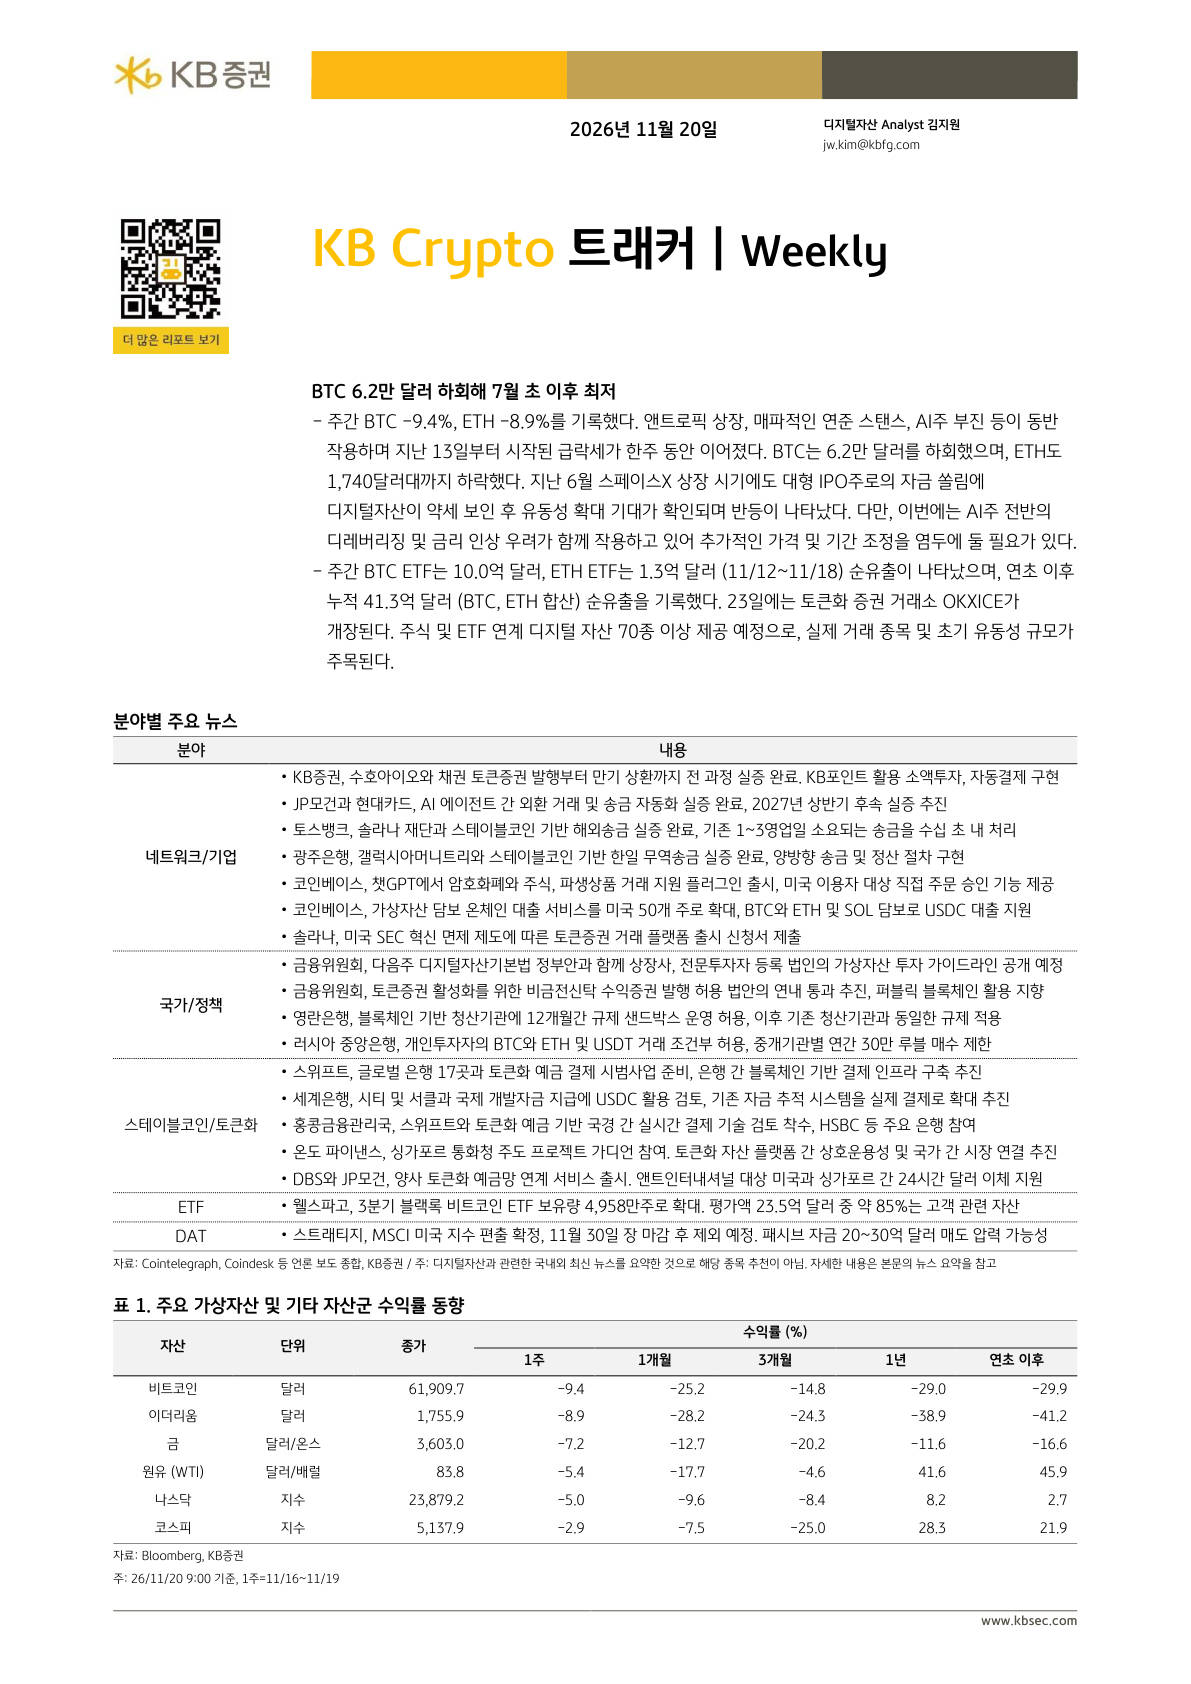 KB증권
2026년 11월 20일
디지털자산 Analyst 김지원
jw.kim@kbfg.com
더 많은 리포트 보기
KB Crypto 트래커 | Weekly
BTC 6.2만 달러 하회해 7월 초 이후 최저
– 주간 BTC –9.4%, ETH –8.9%를 기록했다. 앤트로픽 상장, 매파적인 연준 스탠스, AI주 부진 등이 동반
작용하며 지난 13일부터 시작된 급락세가 한주 동안 이어졌다. BTC는 6.2만 달러를 하회했으며, ETH도
1,740달러대까지 하락했다. 지난 6월 스페이스X 상장 시기에도 대형 IPO주로의 자금 쏠림에
디지털자산이 약세 보인 후 유동성 확대 기대가 확인되며 반등이 나타났다. 다만, 이번에는 AI주 전반의
디레버리징 및 금리 인상 우려가 함께 작용하고 있어 추가적인 가격 및 기간 조정을 염두에 둘 필요가 있다.
– 주간 BTC ETF는 10.0억 달러, ETH ETF는 1.3억 달러 (11/12~11/18) 순유출이 나타났으며, 연초 이후
누적 41.3억 달러 (BTC, ETH 합산) 순유출을 기록했다. 23일에는 토큰화 증권 거래소 OKXICE가
개장된다. 주식 및 ETF 연계 디지털 자산 70종 이상 제공 예정으로, 실제 거래 종목 및 초기 유동성 규모가
주목된다.
분야별 주요 뉴스
분야 내용
네트워크/기업
• KB증권, 수호아이오와 채권 토큰증권 발행부터 만기 상환까지 전 과정 실증 완료. KB포인트 활용 소액투자, 자동결제 구현
• JP모건과 현대카드, AI 에이전트 간 외환 거래 및 송금 자동화 실증 완료, 2027년 상반기 후속 실증 추진
• 토스뱅크, 솔라나 재단과 스테이블코인 기반 해외송금 실증 완료, 기존 1~3영업일 소요되는 송금을 수십 초 내 처리
• 광주은행, 갤럭시아머니트리와 스테이블코인 기반 한일 무역송금 실증 완료, 양방향 송금 및 정산 절차 구현
• 코인베이스, 챗GPT에서 암호화폐와 주식, 파생상품 거래 지원 플러그인 출시, 미국 이용자 대상 직접 주문 승인 기능 제공
• 코인베이스, 가상자산 담보 온체인 대출 서비스를 미국 50개 주로 확대, BTC와 ETH 및 SOL 담보로 USDC 대출 지원
• 솔라나, 미국 SEC 혁신 면제 제도에 따른 토큰증권 거래 플랫폼 출시 신청서 제출
국가/정책
• 금융위원회, 다음주 디지털자산기본법 정부안과 함께 상장사, 전문투자자 등록 법인의 가상자산 투자 가이드라인 공개 예정
• 금융위원회, 토큰증권 활성화를 위한 비금전신탁 수익증권 발행 허용 법안의 연내 통과 추진, 퍼블릭 블록체인 활용 지향
• 영란은행, 블록체인 기반 청산기관에 12개월간 규제 샌드박스 운영 허용, 이후 기존 청산기관과 동일한 규제 적용
• 러시아 중앙은행, 개인투자자의 BTC와 ETH 및 USDT 거래 조건부 허용, 중개기관별 연간 30만 루블 매수 제한
스테이블코인/토큰화
• 스위프트, 글로벌 은행 17곳과 토큰화 예금 결제 시범사업 준비, 은행 간 블록체인 기반 결제 인프라 구축 추진
• 세계은행, 시티 및 서클과 국제 개발자금 지급에 USDC 활용 검토, 기존 자금 추적 시스템을 실제 결제로 확대 추진
• 홍콩금융관리국, 스위프트와 토큰화 예금 기반 국경 간 실시간 결제 기술 검토 착수, HSBC 등 주요 은행 참여
• 온도 파이낸스, 싱가포르 통화청 주도 프로젝트 가디언 참여. 토큰화 자산 플랫폼 간 상호운용성 및 국가 간 시장 연결 추진
• DBS와 JP모건, 양사 토큰화 예금망 연계 서비스 출시. 앤트인터내셔널 대상 미국과 싱가포르 간 24시간 달러 이체 지원
ETF • 웰스파고, 3분기 블랙록 비트코인 ETF 보유량 4,958만주로 확대. 평가액 23.5억 달러 중 약 85%는 고객 관련 자산
DAT • 스트래티지, MSCI 미국 지수 편출 확정, 11월 30일 장 마감 후 제외 예정. 패시브 자금 20~30억 달러 매도 압력 가능성
자료: Cointelegraph, Coindesk 등 언론 보도 종합, KB증권 / 주: 디지털자산과 관련한 국내외 최신 뉴스를 요약한 것으로 해당 종목 추천이 아님. 자세한 내용은 본문의 뉴스 요약을 참고
표 1. 주요 가상자산 및 기타 자산군 수익률 동향
자산 단위 종가 수익률 (%)
1주 1개월 3개월 1년 연초 이후
비트코인 달러 61,909.7 –9.4 –25.2 –14.8 –29.0 –29.9
이더리움 달러 1,755.9 –8.9 –28.2 –24.3 –38.9 –41.2
금 달러/온스 3,603.0 –7.2 –12.7 –20.2 –11.6 –16.6
원유 (WTI) 달러/배럴 83.8 –5.4 –17.7 –4.6 41.6 45.9
나스닥 지수 23,879.2 –5.0 –9.6 –8.4 8.2 2.7
코스피 지수 5,137.9 –2.9 –7.5 –25.0 28.3 21.9
자료: Bloomberg, KB증권
주: 26/11/20 9:00 기준, 1주=11/16~11/19
www.kbsec.com